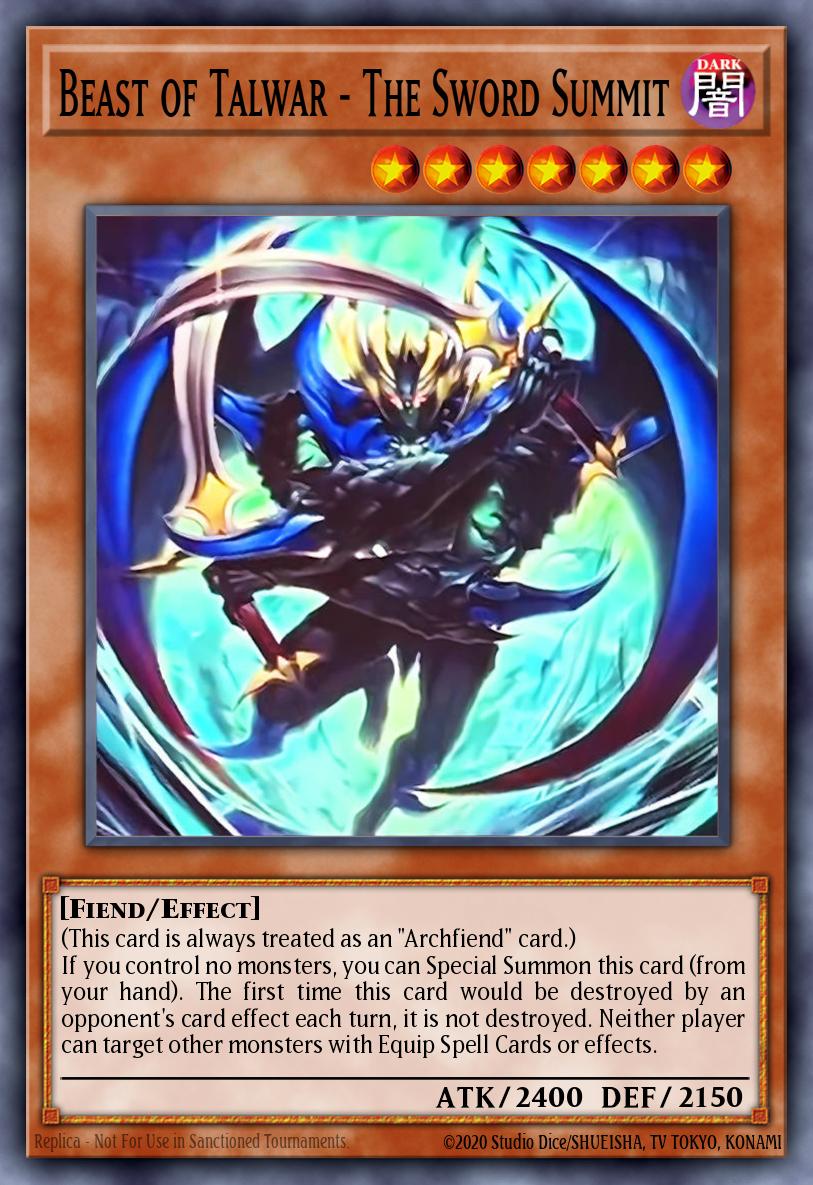 Beast of Talwar - The Sword Summit
DARK
闇
[Fiend/Effect]
(This card is always treated as an "Archfiend" card.)
If you control no monsters, you can Special Summon this card (from
your hand). The first time this card would be destroyed by an
opponent's card effect each turn, it is not destroyed. Neither player
can target other monsters with Equip Spell Cards or effects.
ATK/2400 DEF/2150
Replica - Not For Use in Sanctioned Tournaments.
©2020 Studio Dice/SHUEISHA, TV TOKYO, KONAMI